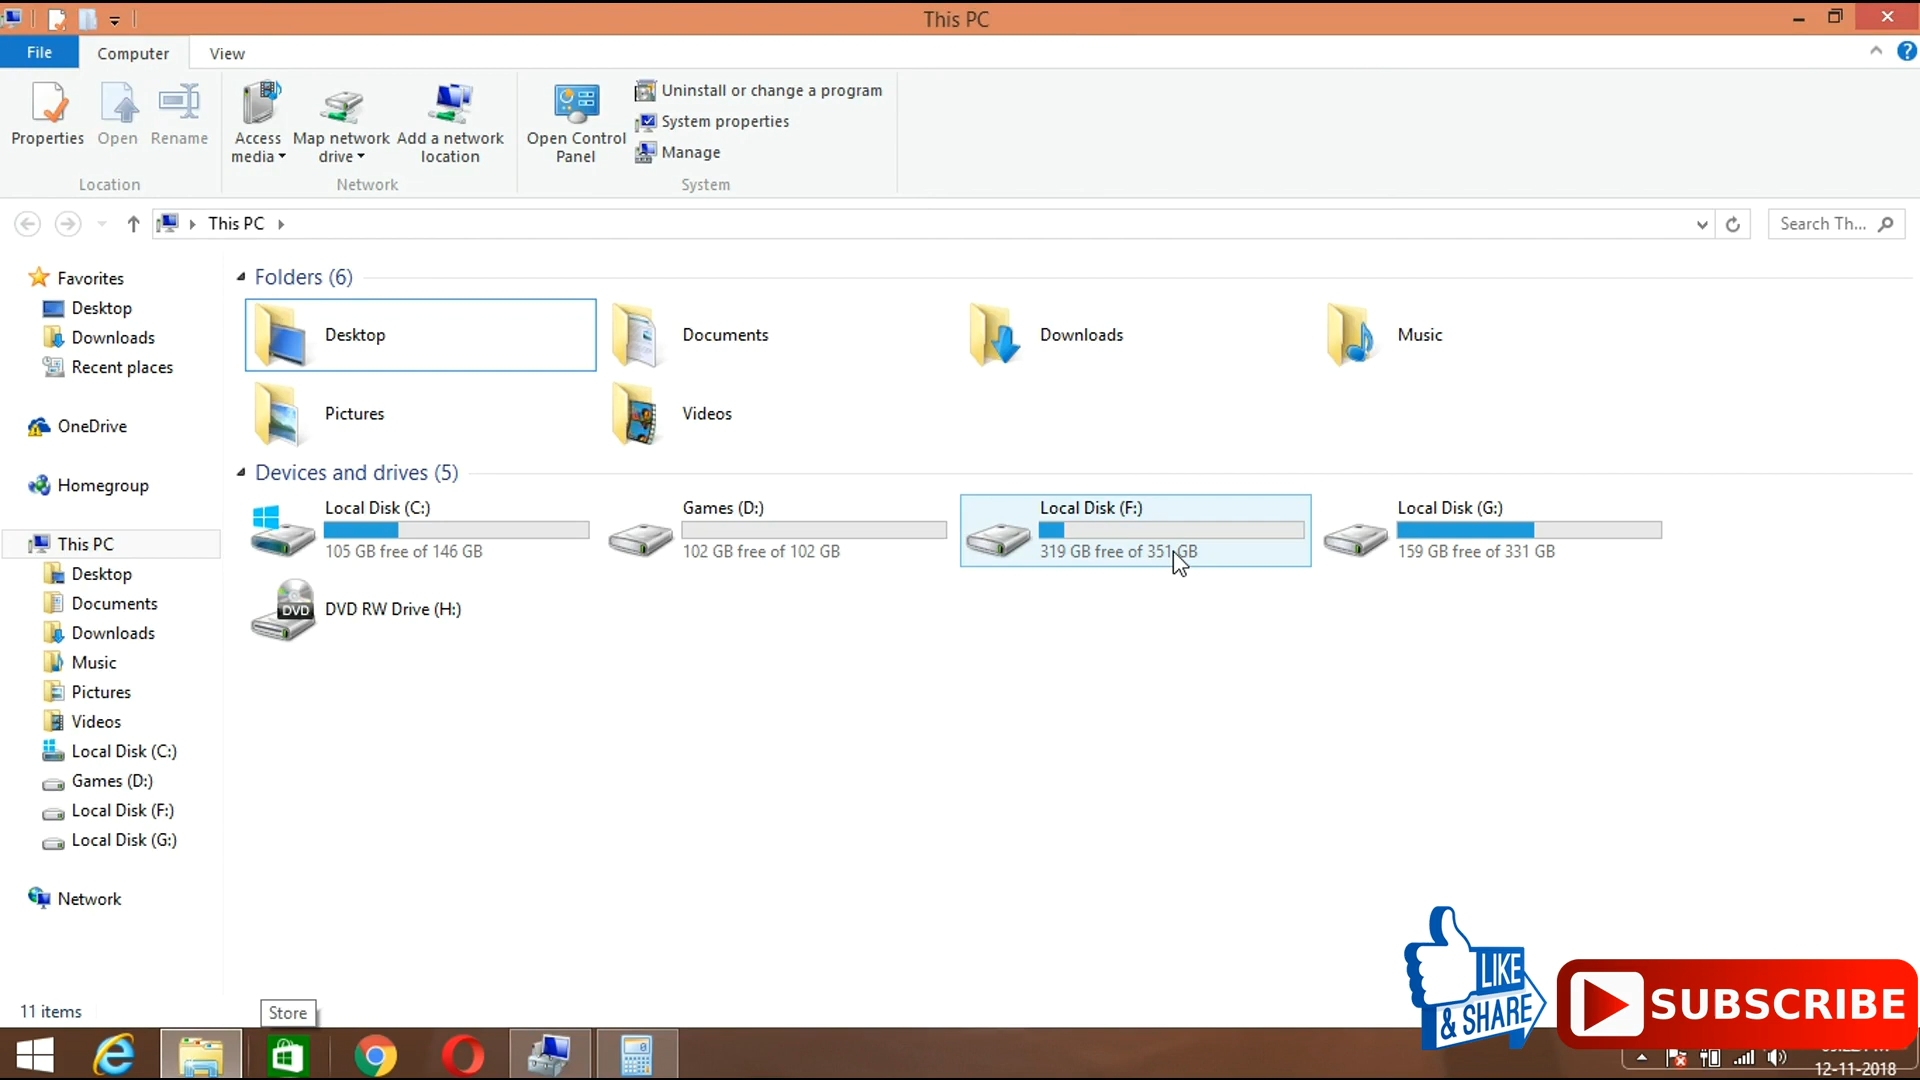 This PC
File
Computer
View
Properties
Open
Rename
Access media
Map network drive
Add a network location
Open Control Panel
Uninstall or change a program
System properties
Manage
Location
Network
System
This PC
Search Th...
Favorites
Desktop
Downloads
Recent places
OneDrive
Homegroup
This PC
Desktop
Documents
Downloads
Music
Pictures
Videos
Local Disk (C:)
Games (D:)
Local Disk (F:)
Local Disk (G:)
Network
Folders (6)
Desktop
Documents
Downloads
Music
Pictures
Videos
Devices and drives (5)
Local Disk (C:)
105 GB free of 146 GB
Games (D:)
102 GB free of 102 GB
Local Disk (F:)
319 GB free of 351 GB
Local Disk (G:)
159 GB free of 331 GB
DVD
DVD RW Drive (H:)
11 items
Store
LIKE
& SHARE
SUBSCRIBE
12-11-2018